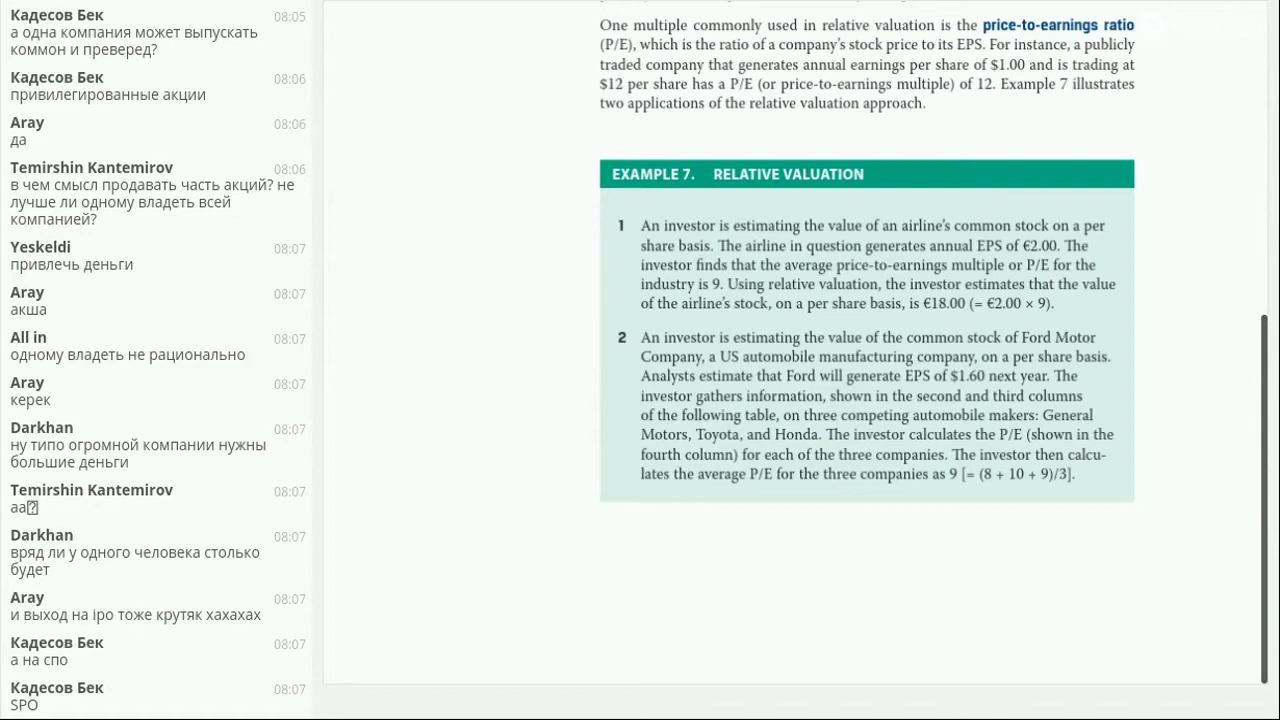 Кадесов Бек 08:05
а одна компания может выпускать
коммон и преверед?
Кадесов Бек 08:06
привилегированные акции
Aray 08:06
да
Temirshin Kantemirov 08:06
в чем смысл продавать часть акций? не
лучше ли одному владеть всей
компанией?
Yeskeldi 08:07
привлечь деньги
Aray 08:07
акша
All in 08:07
одному владеть не рационально
Aray 08:07
керек
Darkhan 08:07
ну типо огромной компании нужны
большие деньги
Temirshin Kantemirov 08:07
аа
Darkhan 08:07
вряд ли у одного человека столько
будет
Aray 08:07
и выход на ipo тоже крутяк хахахах
Кадесов Бек 08:07
а на спо
Кадесов Бек 08:07
SPO
One multiple commonly used in relative valuation is the price-to-earnings ratio
(P/E), which is the ratio of a company's stock price to its EPS. For instance, a publicly
traded company that generates annual earnings per share of $1.00 and is trading at
$12 per share has a P/E (or price-to-earnings multiple) of 12. Example 7 illustrates
two applications of the relative valuation approach.
EXAMPLE 7. RELATIVE VALUATION
1 An investor is estimating the value of an airline's common stock on a per
share basis. The airline in question generates annual EPS of €2.00. The
investor finds that the average price-to-earnings multiple or P/E for the
industry is 9. Using relative valuation, the investor estimates that the value
of the airline's stock, on a per share basis, is €18.00 (= €2.00 × 9).
2 An investor is estimating the value of the common stock of Ford Motor
Company, a US automobile manufacturing company, on a per share basis.
Analysts estimate that Ford will generate EPS of $1.60 next year. The
investor gathers information, shown in the second and third columns
of the following table, on three competing automobile makers: General
Motors, Toyota, and Honda. The investor calculates the P/E (shown in the
fourth column) for each of the three companies. The investor then calcu-
lates the average P/E for the three companies as 9 [= (8 + 10 + 9)/3].